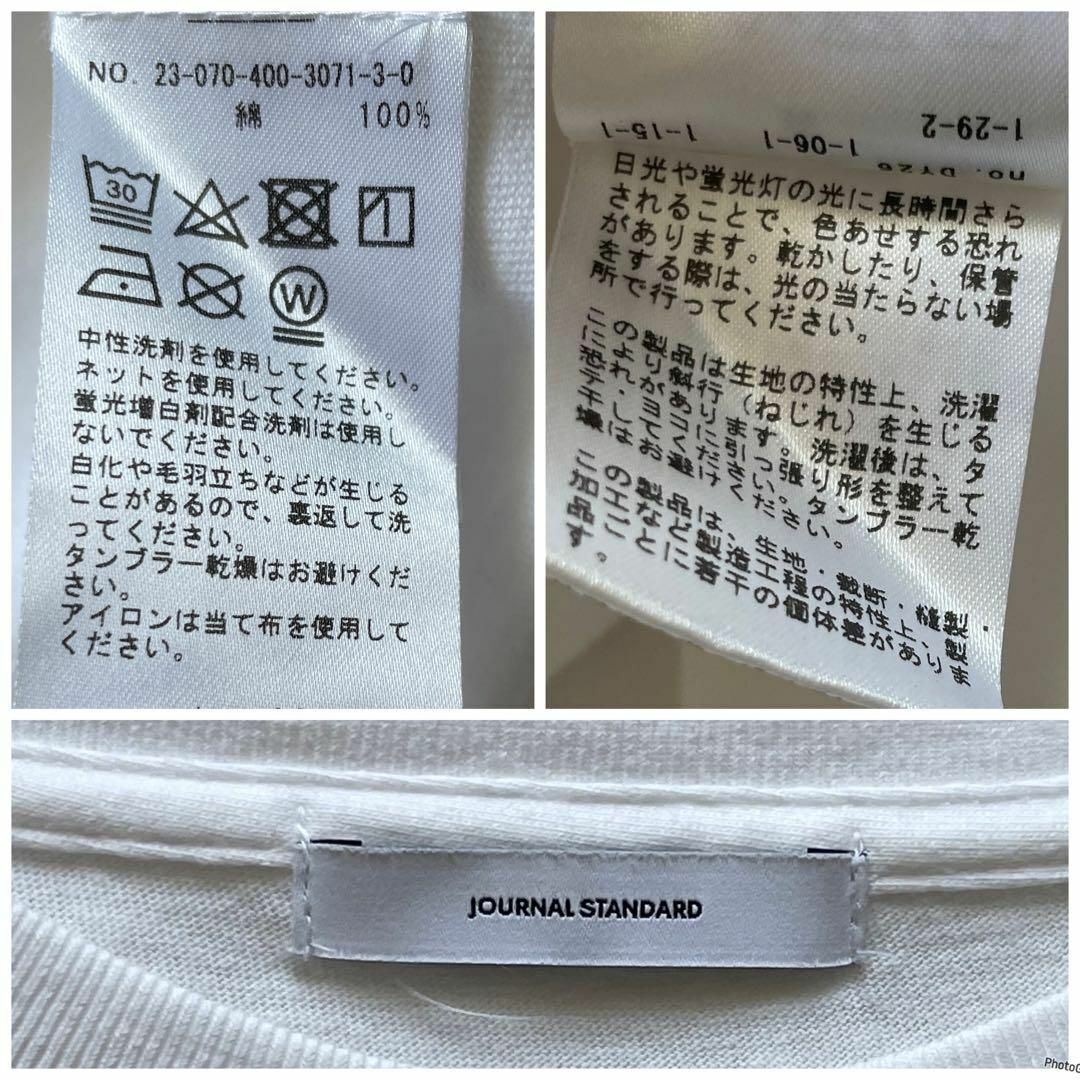 NO. 23-070-400-3071-3-0
綿 100%
30
W
中性洗剤を使用してください。
ネットを使用してください。
蛍光増白剤配合洗剤は使用し
ないでください。
白化や毛羽立ちなどが生じる
ことがあるので、裏返して洗
ってください。
タンブラー乾燥はお避けくだ
さい。
アイロンは当て布を使用して
ください。
1-29-2
1-06-1
1-15-1
日光や蛍光灯の光に長時間さら
されることで、色あせする恐れ
があります。乾かしたり、保管
をする際は、光の当たらない場
所で行ってください。
この製品は生地の特性上、洗濯
により斜行（ねじれ）を生じる
恐れがあります。洗濯後は、タ
テ・ヨコに引っ張り形を整えて
干してください。タンブラー乾
燥はお避けください。
この製品は、生地・裁断・縫製・
加工など製造工程の特性上、製
品ごとに若干の個体差がありま
す。
JOURNAL STANDARD